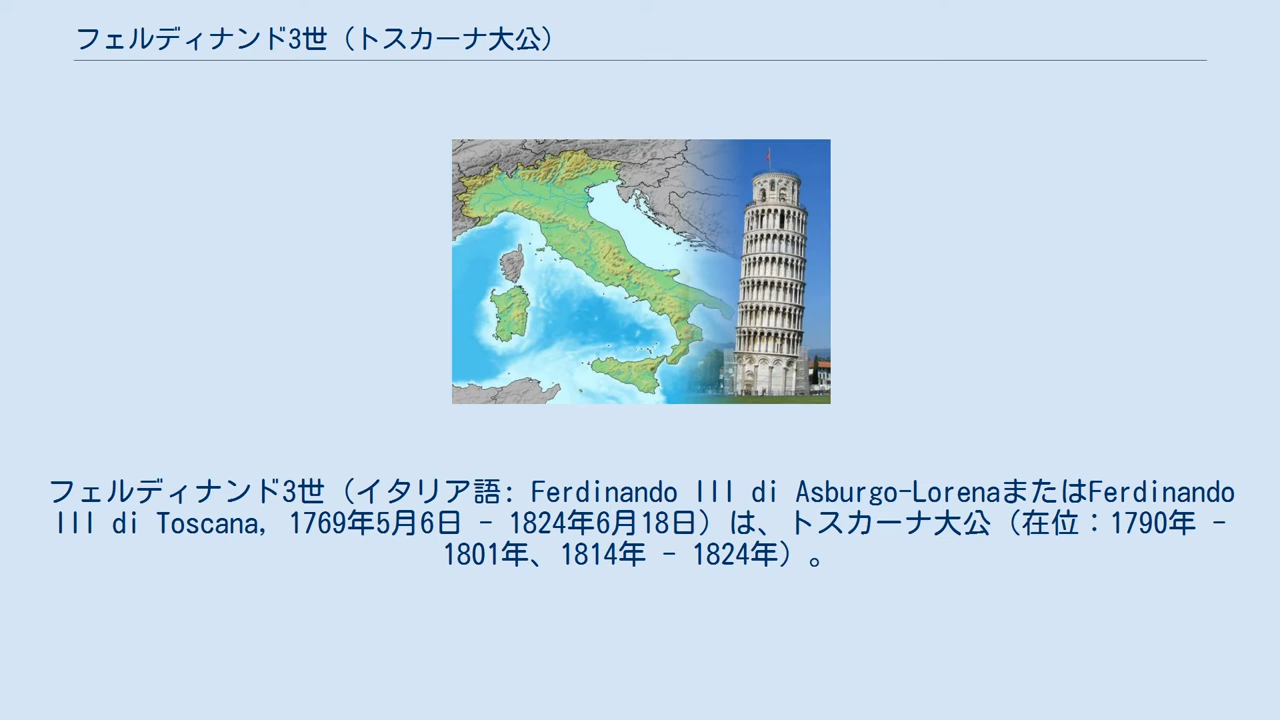 フェルディナンド3世（トスカーナ大公）
フェルディナンド3世（イタリア語: Ferdinando III di Asburgo-LorenaまたはFerdinando
III di Toscana, 1769年5月6日 - 1824年6月18日）は、トスカーナ大公（在位：1790年 -
1801年、1814年 - 1824年）。